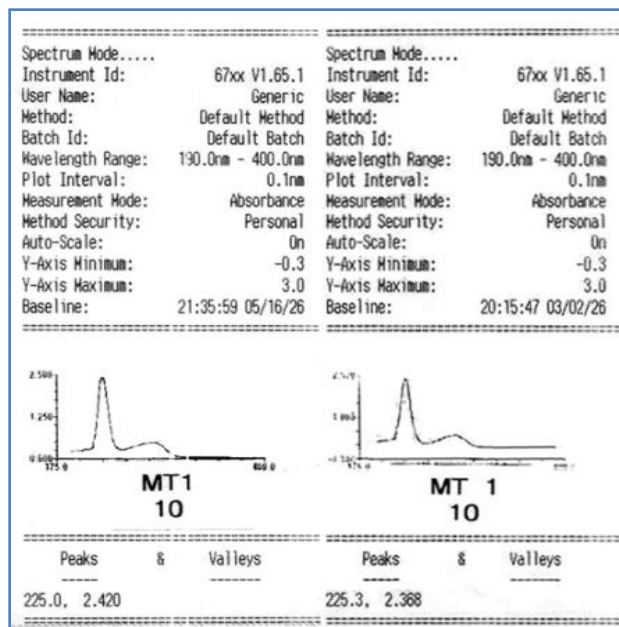 Spectrum Mode.....
Instrument Id: 67xx V1.65.1
User Name: Generic
Method: Default Method
Batch Id: Default Batch
Wavelength Range: 190.0nm - 400.0nm
Plot Interval: 0.1nm
Measurement Mode: Absorbance
Method Security: Personal
Auto-Scale: On
Y-Axis Minimum: -0.3
Y-Axis Maximum: 3.0
Baseline: 21:35:59 05/16/26
2.500
1.250
175.0
MT1
10
Peaks & Valleys
225.0, 2.420
Spectrum Mode.....
Instrument Id: 67xx V1.65.1
User Name: Generic
Method: Default Method
Batch Id: Default Batch
Wavelength Range: 190.0nm - 400.0nm
Plot Interval: 0.1nm
Measurement Mode: Absorbance
Method Security: Personal
Auto-Scale: On
Y-Axis Minimum: -0.3
Y-Axis Maximum: 3.0
Baseline: 20:15:47 03/02/26
MT 1
10
Peaks & Valleys
225.3, 2.368